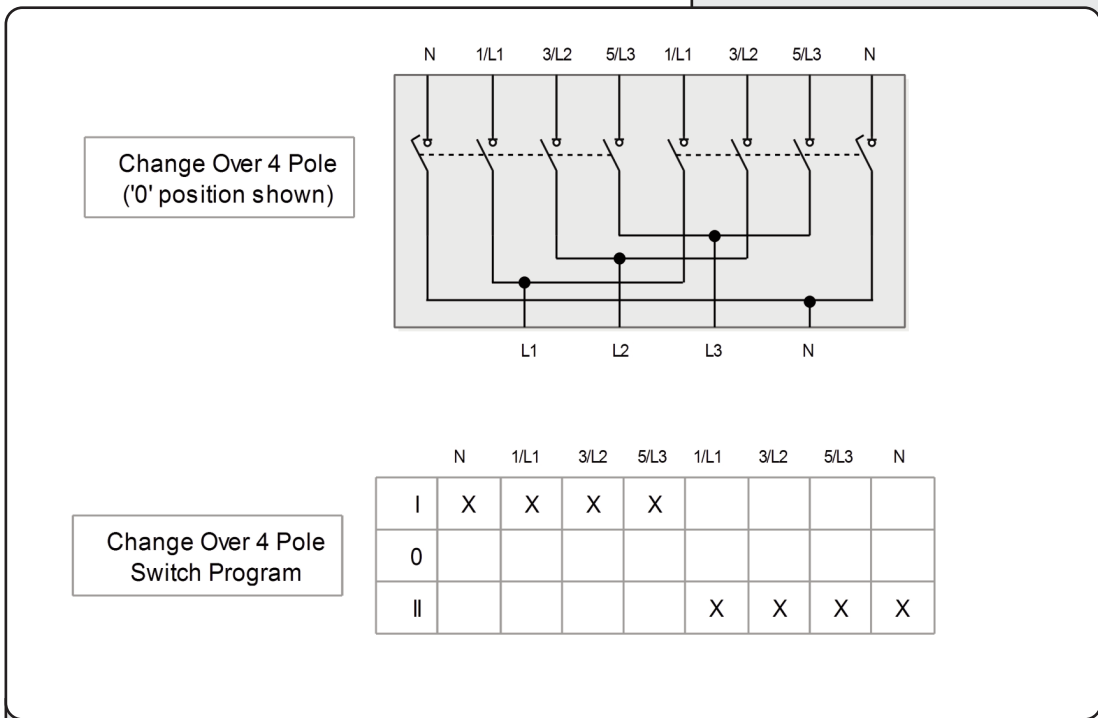 N 1/L1 3/L2 5/L3 1/L1 3/L2 5/L3 N
Change Over 4 Pole
('0' position shown)
L1 L2 L3 N
N 1/L1 3/L2 5/L3 1/L1 3/L2 5/L3 N
I X X X X
Change Over 4 Pole
Switch Program
0
II X X X X